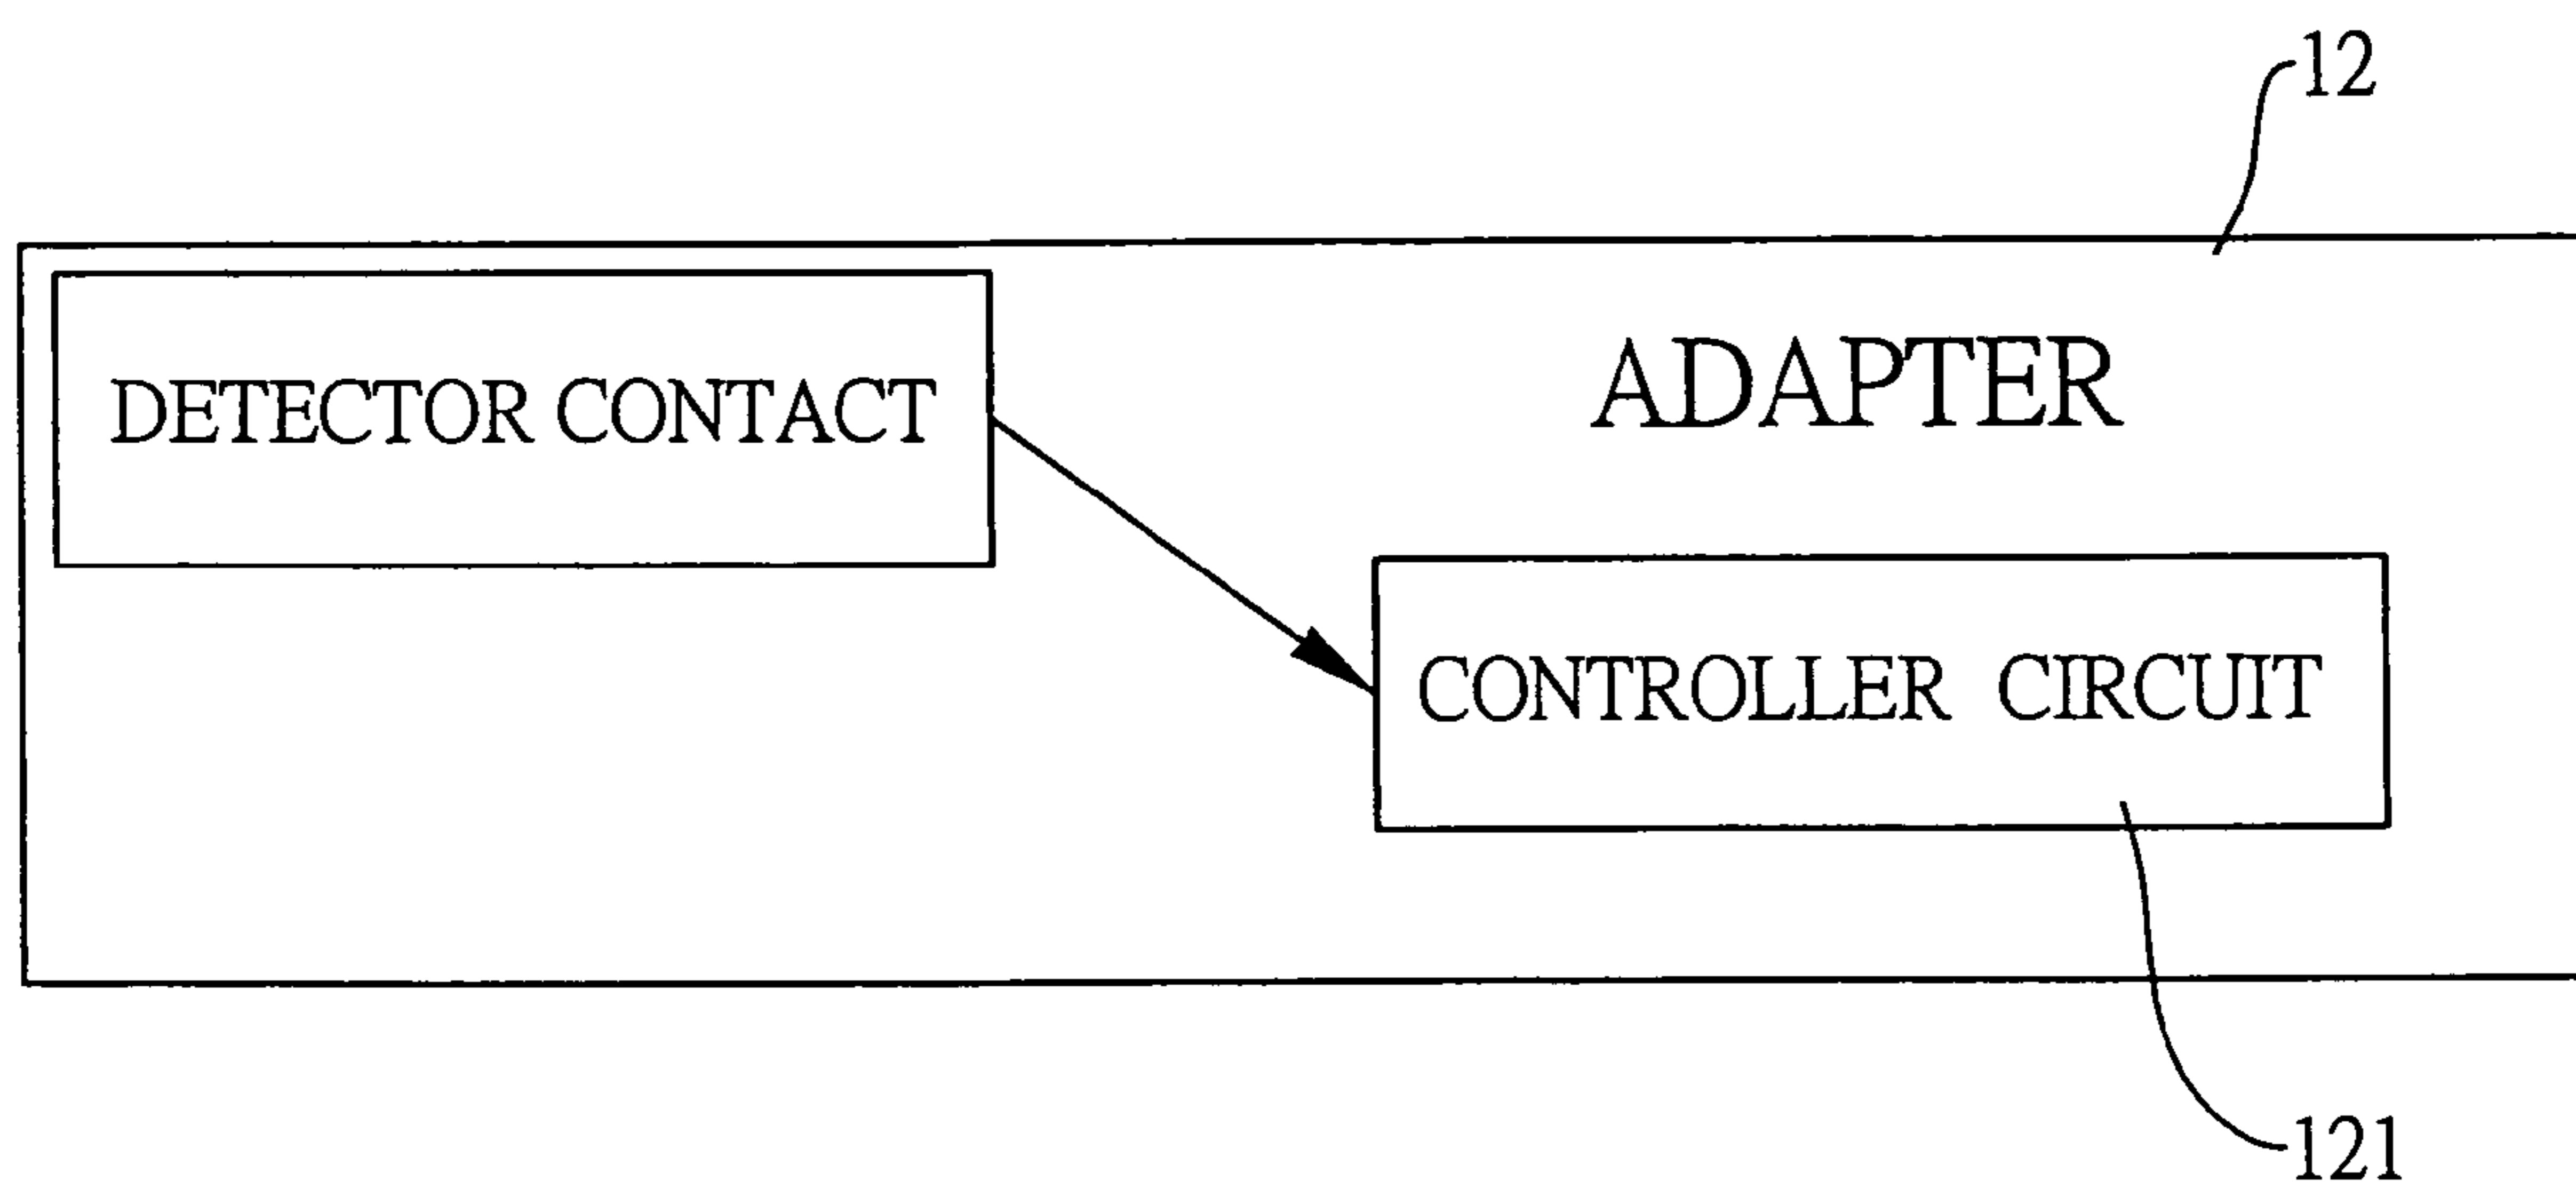 12
ADAPTER
DETECTOR CONTACT
CONTROLLER CIRCUIT
121